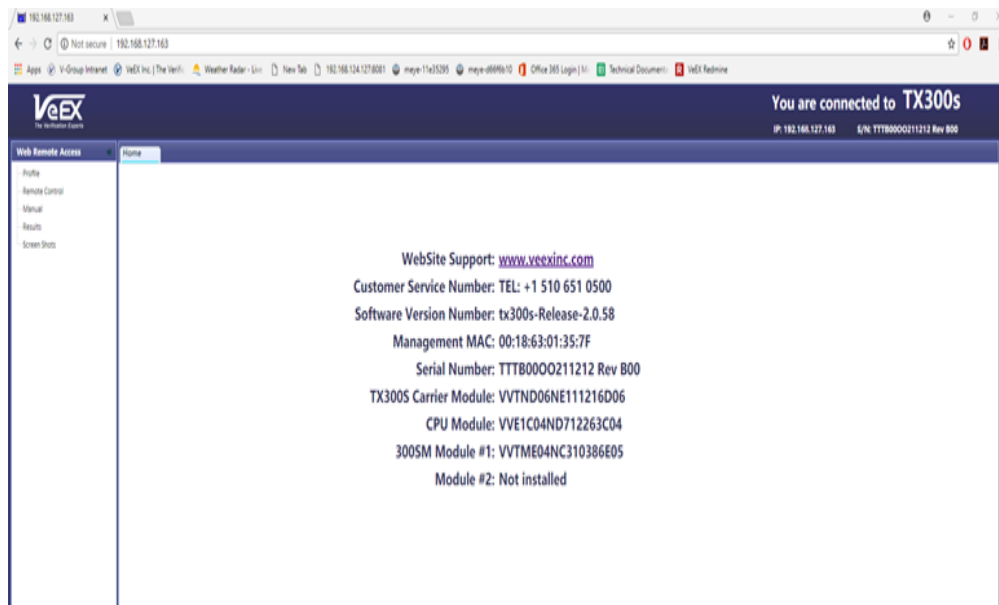 192.168.127.163
Not secure | 192.168.127.163
Apps V-Group Intranet VeEX Inc. | The Verifi Weather Radar - Live New Tab 192.168.124.127:8081 meye-11e35295 Office 365 Login | Mi Technical Document VeEX Redmine
VeEX
The Verification Experts
You are connected to TX300s
IP: 192.168.127.163 S/N: TTTB00OO211212 Rev B00
Web Remote Access
Home
Profile
Remote Control
Manual
Results
Screen Shots
WebSite Support: www.veexinc.com
Customer Service Number: TEL: +1 510 651 0500
Software Version Number: tx300s-Release-2.0.58
Management MAC: 00:18:63:01:35:7F
Serial Number: TTTB00OO211212 Rev B00
TX300S Carrier Module: VVTND06NE111216D06
CPU Module: VVE1C04ND712263C04
300SM Module #1: VVTME04NC310386E05
Module #2: Not installed